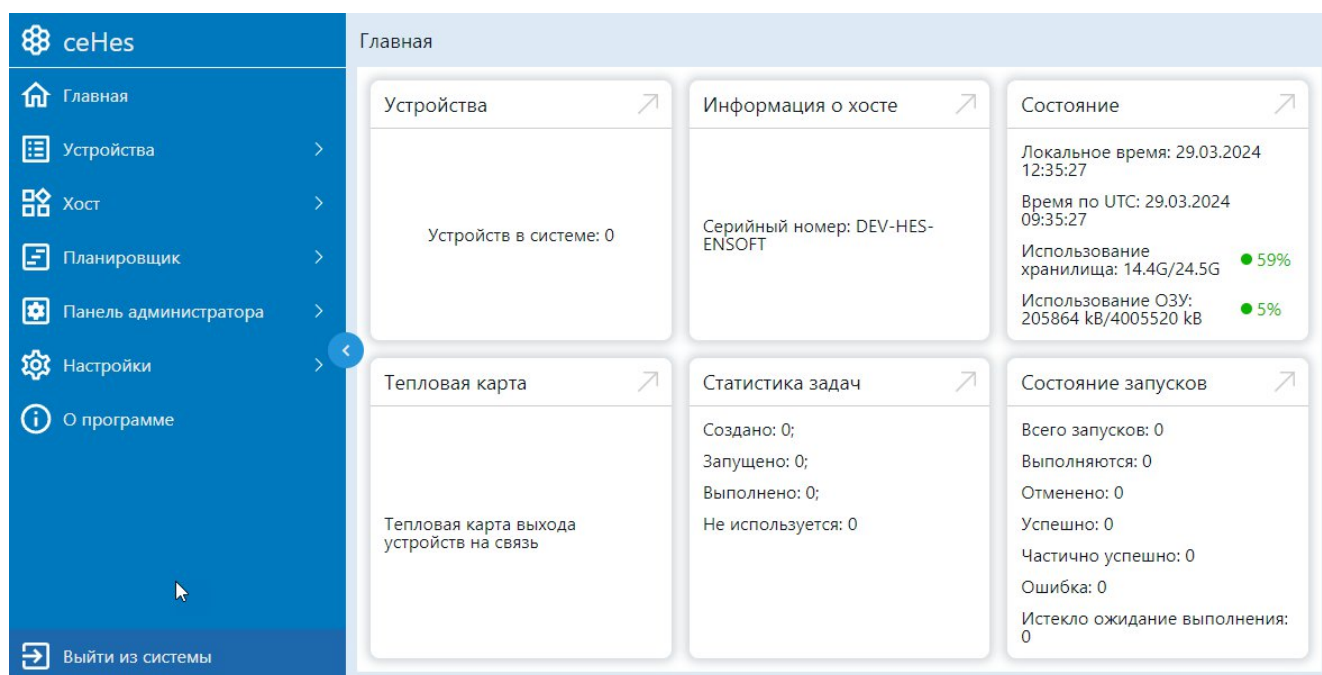 ceHes
Главная
Устройства
Хост
Планировщик
Панель администратора
Настройки
О программе
Выйти из системы
Главная
Устройства
Устройств в системе: 0
Информация о хосте
Серийный номер: DEV-HES-
ENSOFT
Состояние
Локальное время: 29.03.2024
12:35:27
Время по UTC: 29.03.2024
09:35:27
Использование
хранилища: 14.4G/24.5G
59%
Использование ОЗУ:
205864 kB/4005520 kB
5%
Тепловая карта
Тепловая карта выхода
устройств на связь
Статистика задач
Создано: 0;
Запущено: 0;
Выполнено: 0;
Не используется: 0
Состояние запусков
Всего запусков: 0
Выполняются: 0
Отменено: 0
Успешно: 0
Частично успешно: 0
Ошибка: 0
Истекло ожидание выполнения:
0